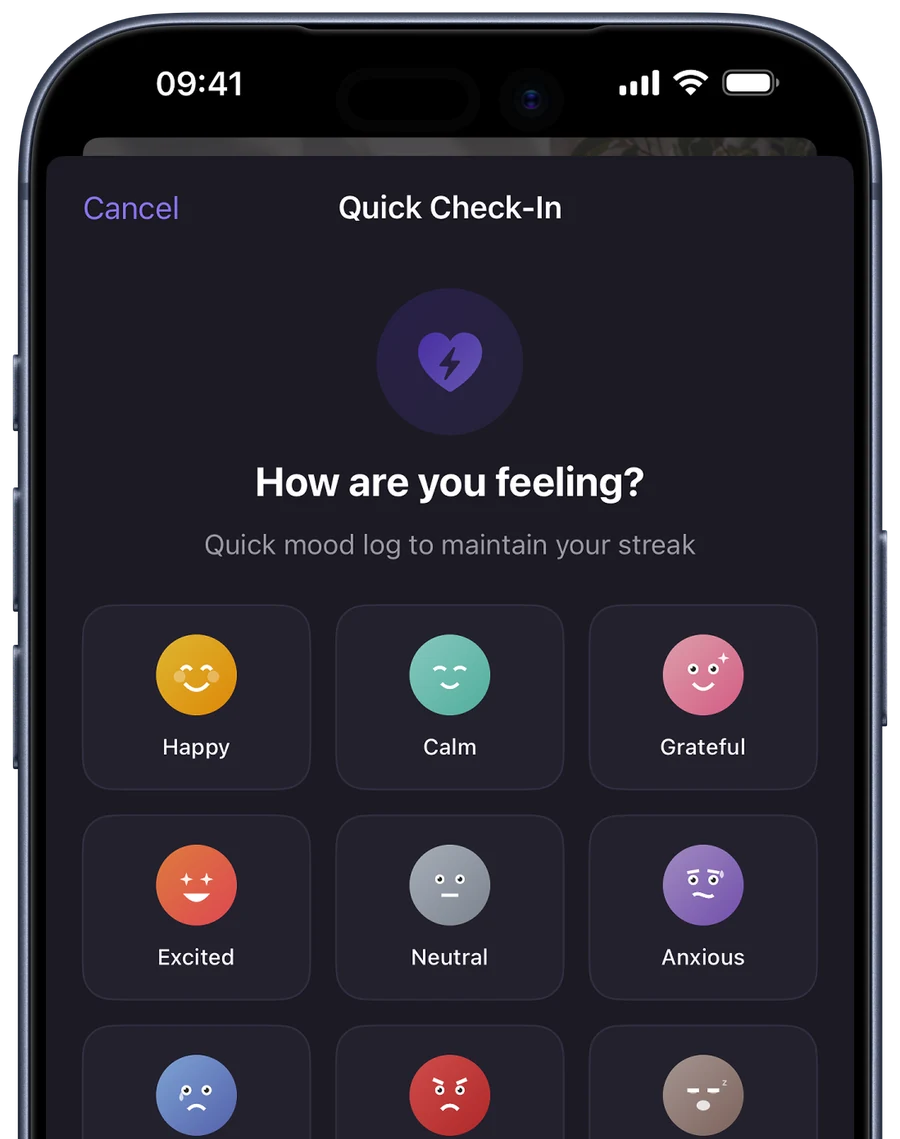 09:41
Cancel
Quick Check-In
How are you feeling?
Quick mood log to maintain your streak
Happy
Calm
Grateful
Excited
Neutral
Anxious
z